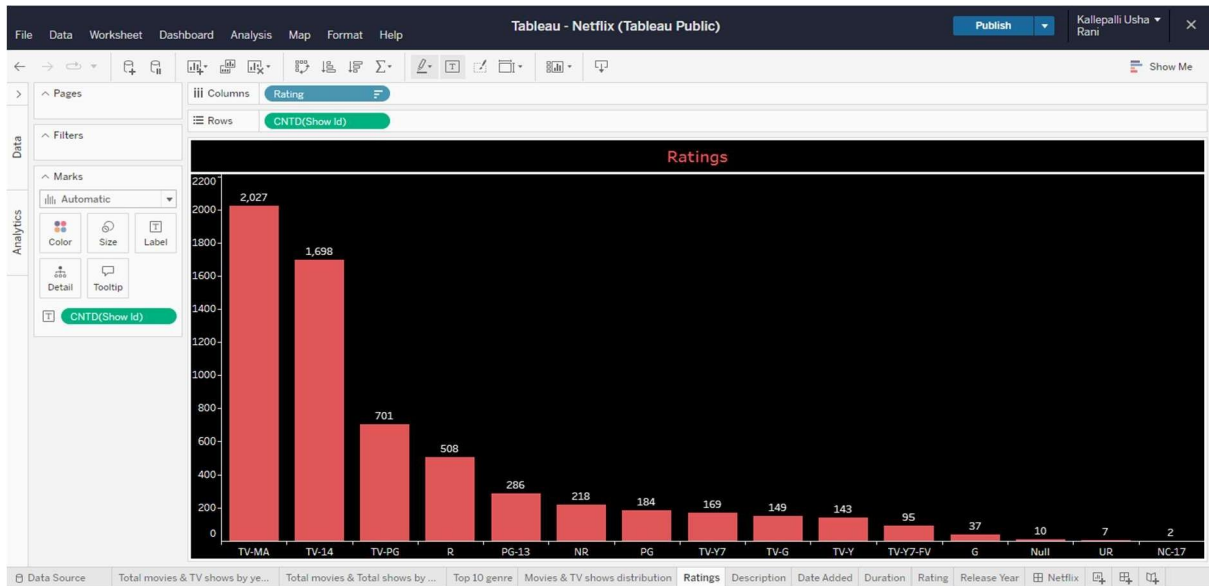 Tableau - Netflix (Tableau Public)
Publish
Kallepalli Usha
Rani
File Data Worksheet Dashboard Analysis Map Format Help
Show Me
Pages
Columns Rating
Rows CNTD(Show Id)
Data
Filters
Analytics
Marks
Automatic
Color Size Label
Detail Tooltip
CNTD(Show Id)
Ratings
2200
2000
1800
1600
1400
1200
1000
800
600
400
200
0
2,027 1,698 701 508 286 218 184 169 149 143 95 37 10 7 2
TV-MA TV-14 TV-PG R PG-13 NR PG TV-Y7 TV-G TV-Y TV-Y7-FV G Null UR NC-17
Data Source Total movies & TV shows by ye... Total movies & Total shows by ... Top 10 genre Movies & TV shows distribution Ratings Description Date Added Duration Rating Release Year Netflix